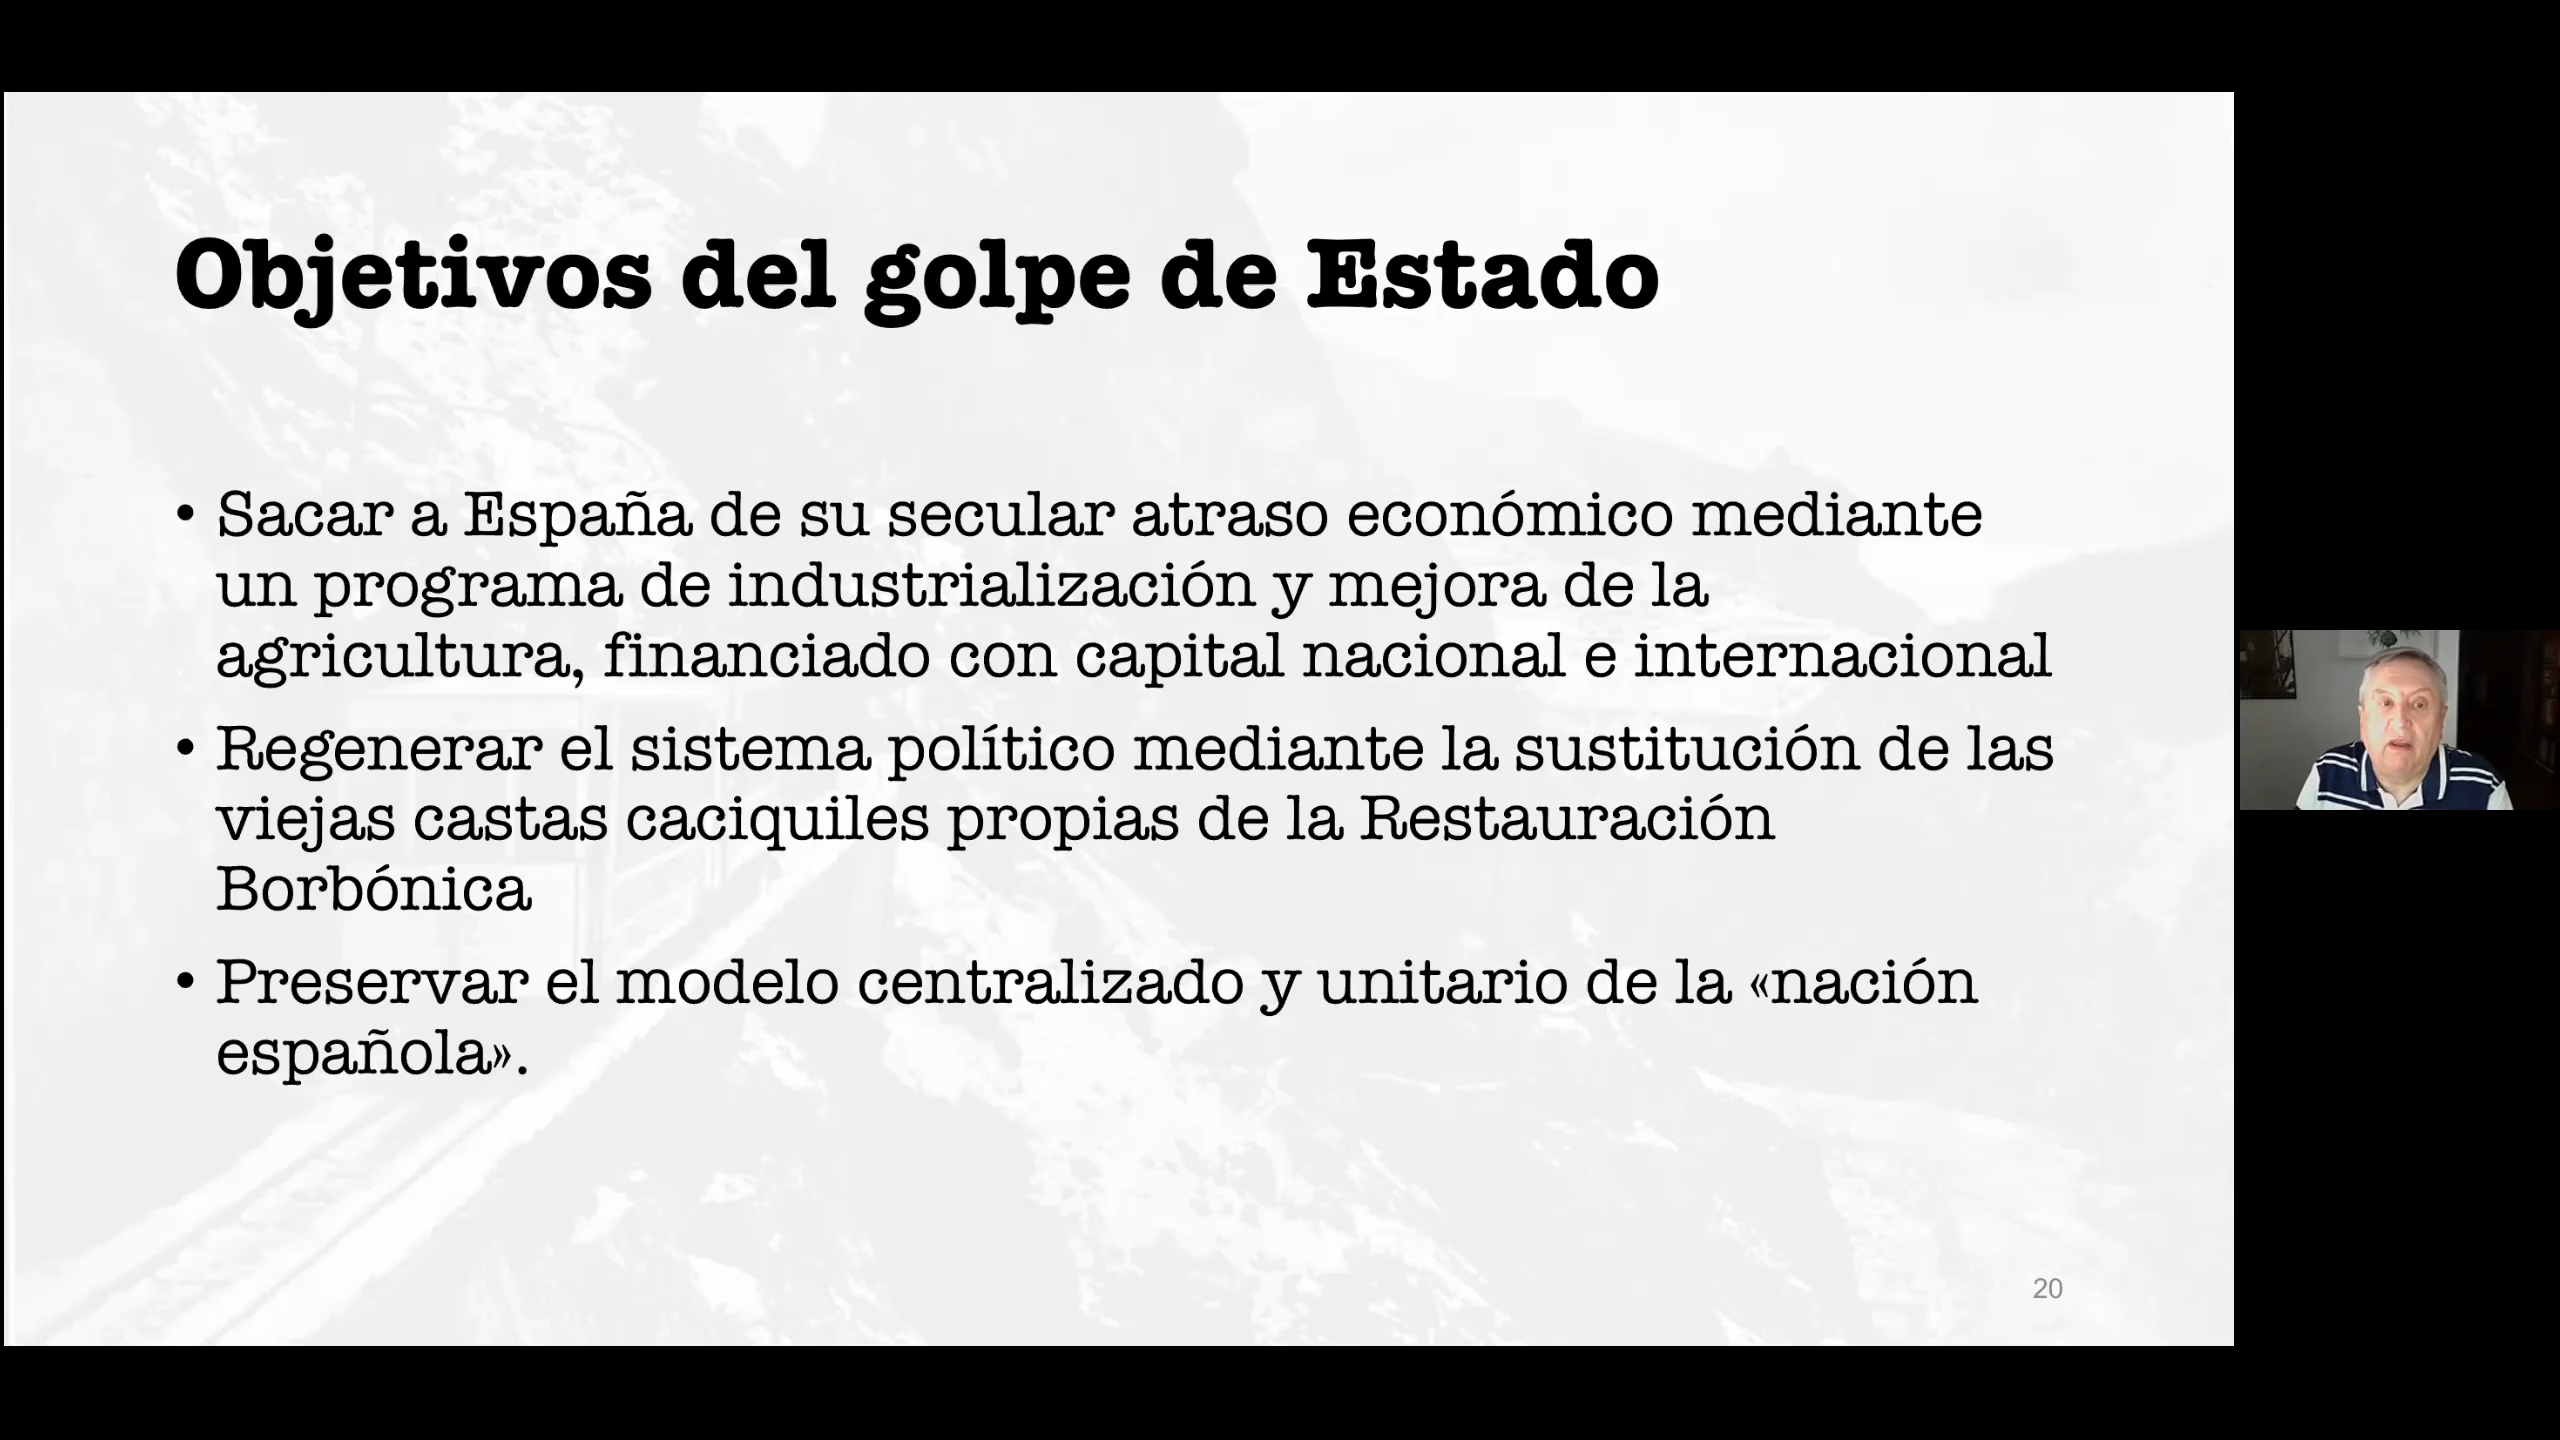 Objetivos del golpe de Estado
• Sacar a España de su secular atraso económico mediante
un programa de industrialización y mejora de la
agricultura, financiado con capital nacional e internacional
• Regenerar el sistema político mediante la sustitución de las
viejas castas caciquiles propias de la Restauración
Borbónica
• Preservar el modelo centralizado y unitario de la «nación
española».
20